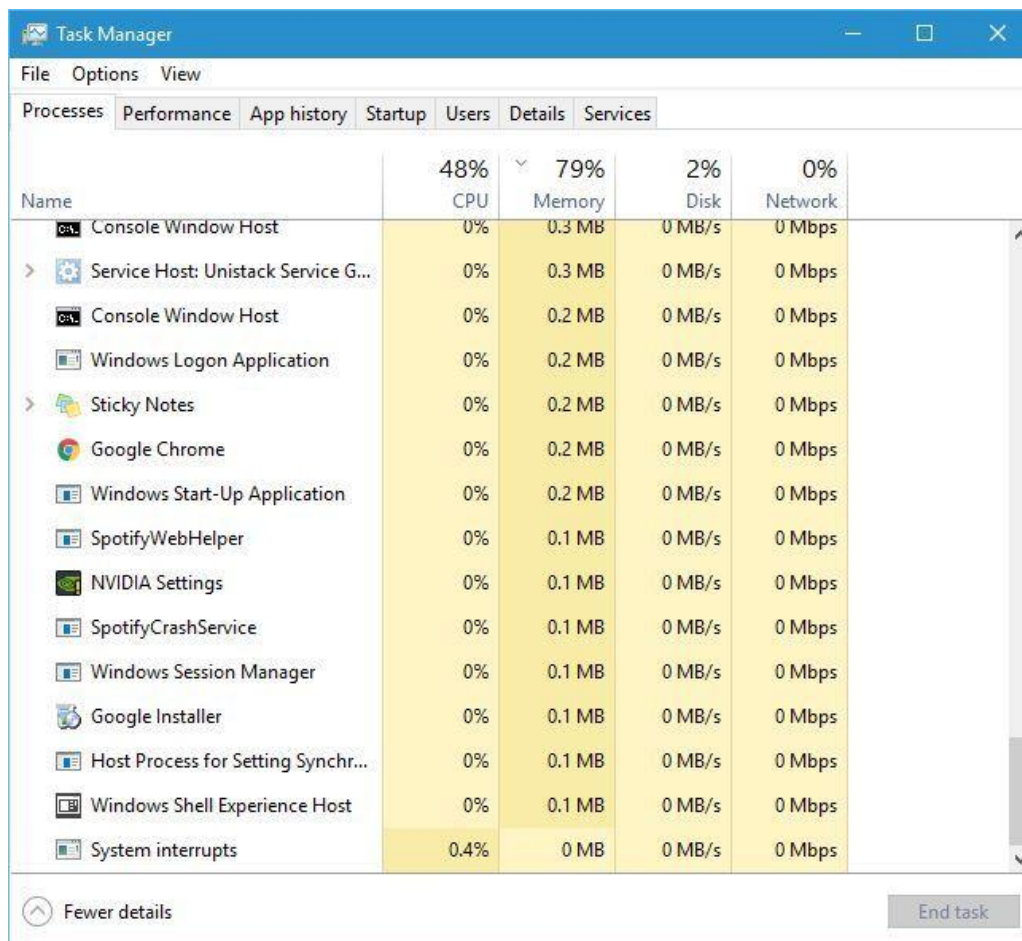 Task Manager
File Options View
Processes Performance App history Startup Users Details Services
48% 79% 2% 0%
Name CPU Memory Disk Network
Console Window Host 0% 0.3 MB 0 MB/s 0 Mbps
Service Host: Unistack Service G... 0% 0.3 MB 0 MB/s 0 Mbps
Console Window Host 0% 0.2 MB 0 MB/s 0 Mbps
Windows Logon Application 0% 0.2 MB 0 MB/s 0 Mbps
Sticky Notes 0% 0.2 MB 0 MB/s 0 Mbps
Google Chrome 0% 0.2 MB 0 MB/s 0 Mbps
Windows Start-Up Application 0% 0.2 MB 0 MB/s 0 Mbps
SpotifyWebHelper 0% 0.1 MB 0 MB/s 0 Mbps
NVIDIA Settings 0% 0.1 MB 0 MB/s 0 Mbps
SpotifyCrashService 0% 0.1 MB 0 MB/s 0 Mbps
Windows Session Manager 0% 0.1 MB 0 MB/s 0 Mbps
Google Installer 0% 0.1 MB 0 MB/s 0 Mbps
Host Process for Setting Synchr... 0% 0.1 MB 0 MB/s 0 Mbps
Windows Shell Experience Host 0% 0.1 MB 0 MB/s 0 Mbps
System interrupts 0.4% 0 MB 0 MB/s 0 Mbps
Fewer details End task